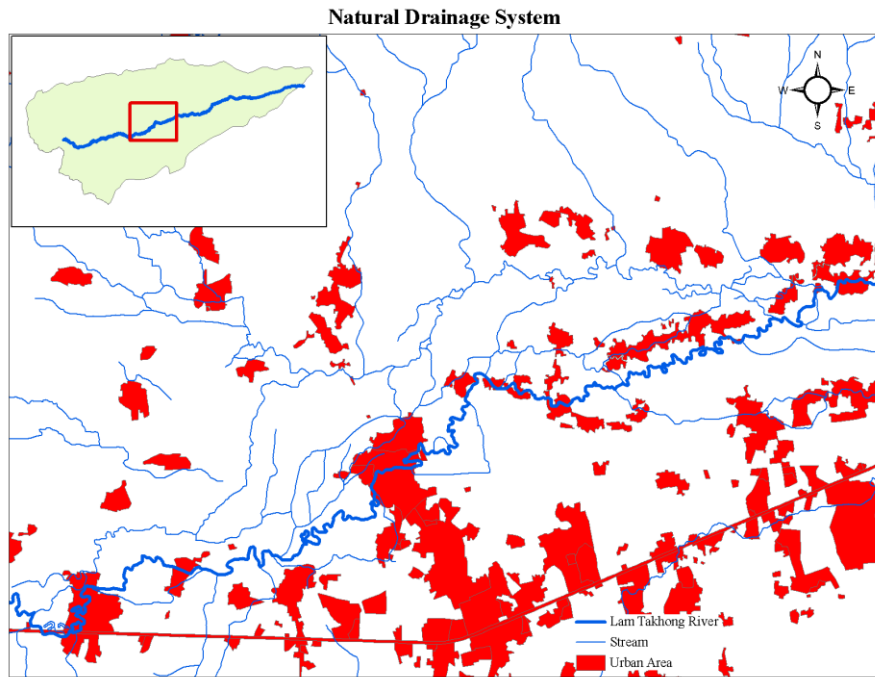 Natural Drainage System
N
W E
S
Lam Takhong River
Stream
Urban Area